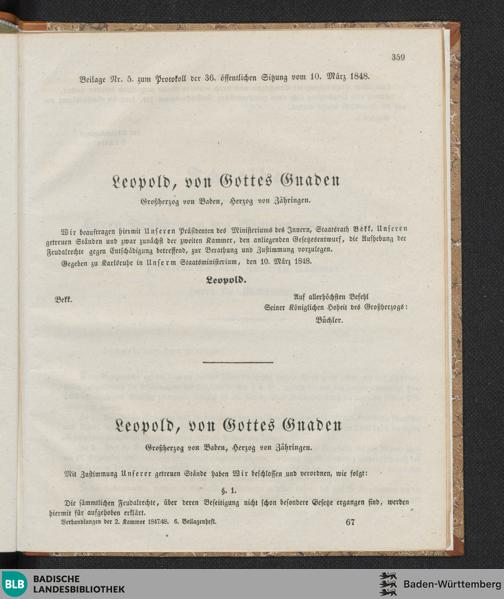 359
Beilage Nr. 5. zum Protokoll der 36. öffentlichen Sitzung vom 10. März 1848.
Leopold, von Gottes Gnaden
Großherzog von Baden, Herzog von Zähringen.
Wir beauftragen hiermit Unseren Präsidenten des Ministeriums des Innern, Staatsrath Bekk, Unseren
getreuen Ständen und zwar zunächst der zweiten Kammer, den anliegenden Gesetzesentwurf, die Aufhebung der
Feudalrechte gegen Entschädigung betreffend, zur Berathung und Zustimmung vorzulegen.
Gegeben zu Karlsruhe in Unserm Staatsministerium, den 10. März 1848.
Leopold.
Bekk.
Auf allerhöchsten Befehl
Seiner Königlichen Hoheit des Großherzogs:
Büchler.
Leopold, von Gottes Gnaden
Großherzog von Baden, Herzog von Zähringen.
Mit Zustimmung Unserer getreuen Stände haben Wir beschlossen und verordnen, wie folgt:
§. 1.
Die sämmtlichen Feudalrechte, über deren Beseitigung nicht schon besondere Gesetze ergangen sind, werden
hiermit für aufgehoben erklärt.
Verhandlungen der 2. Kammer 1847/48. 6. Beilagenheft.
67
BLB
BADISCHE
LANDESBIBLIOTHEK
Baden-Württemberg